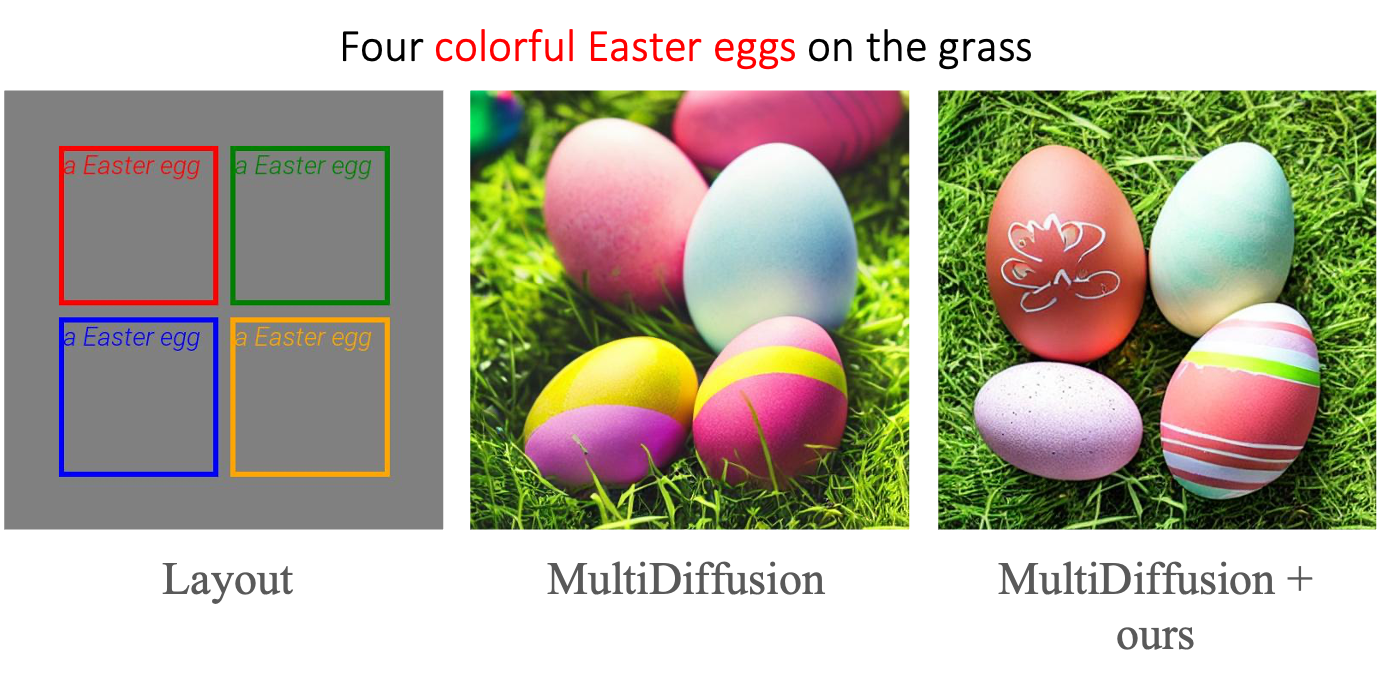 Four colorful Easter eggs on the grass
a Easter egg
a Easter egg
a Easter egg
a Easter egg
Layout
MultiDiffusion
MultiDiffusion +
ours